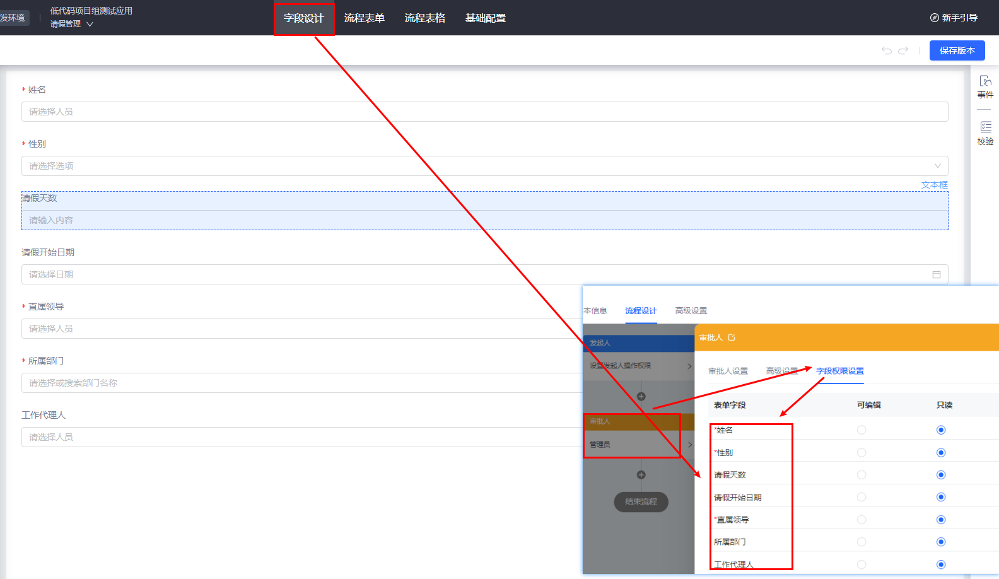 发环境
低代码项目组测试应用
请假管理
字段设计
流程表单
流程表格
基础配置
新手引导
保存版本
事件
校验
* 姓名
请选择人员
* 性别
请选择选项
文本框
请假天数
请输入内容
请假开始日期
请选择日期
* 直属领导
请选择人员
* 所属部门
请选择或搜索部门名称
工作代理人
请选择人员
本信息
流程设计
高级设置
发起人
设置发起人操作权限
审批人
管理员
结束流程
审批人
审批人设置
高级设置
字段权限设置
表单字段 可编辑 只读
*姓名
*性别
请假天数
请假开始日期
*直属领导
所属部门
工作代理人